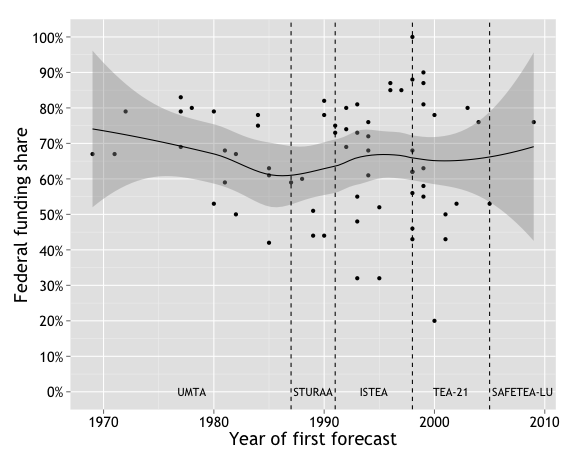 Federal funding share
100%
90%
80%
70%
60%
50%
40%
30%
20%
10%
0%
UMTA STURAA ISTEA TEA-21 SAFETEA-LU
1970 1980 1990 2000 2010
Year of first forecast